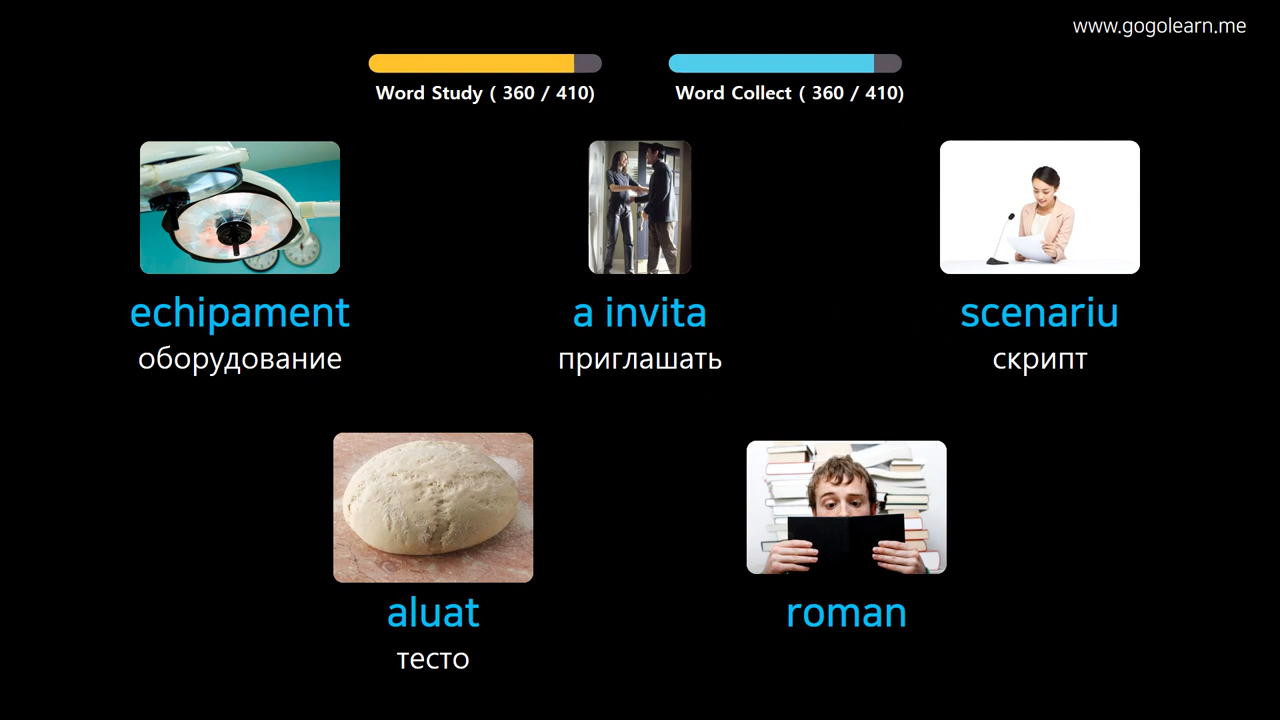 www.gogolearn.me
Word Study ( 360 / 410)
Word Collect ( 360 / 410)
echipament
оборудование
a invita
приглашать
scenariu
скрипт
aluat
тесто
roman